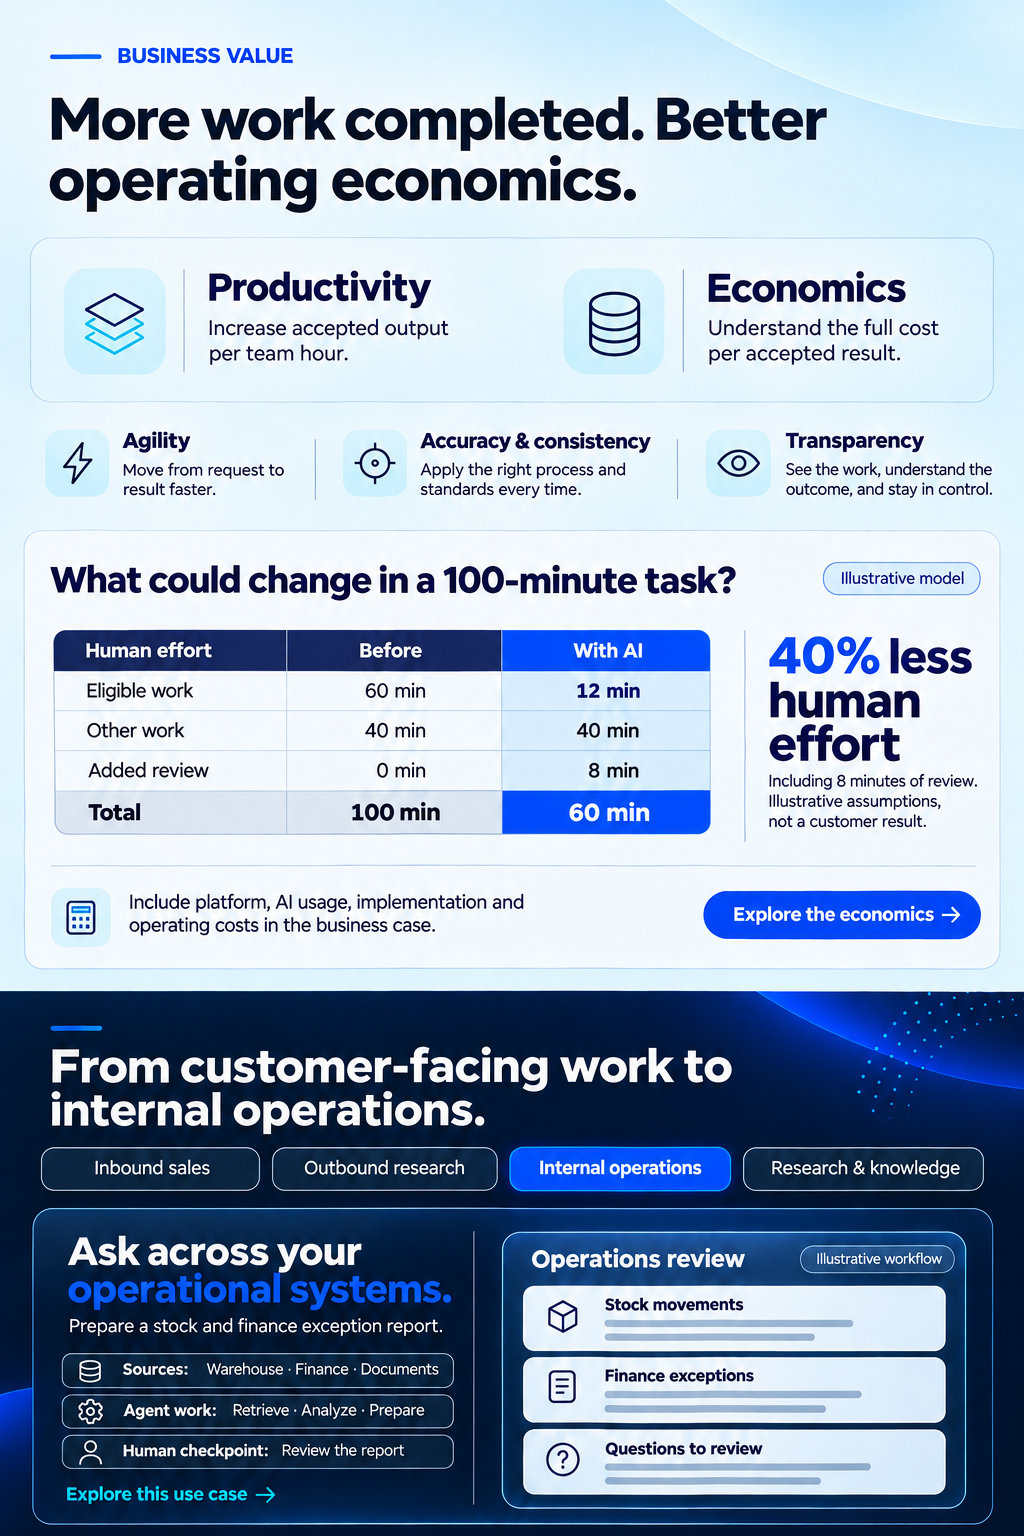 BUSINESS VALUE
More work completed. Better
operating economics.
Productivity
Increase accepted output
per team hour.
Economics
Understand the full cost
per accepted result.
Agility
Move from request to
result faster.
Accuracy & consistency
Apply the right process and
standards every time.
Transparency
See the work, understand the
outcome, and stay in control.
What could change in a 100-minute task?
Illustrative model
Human effort Before With AI
Eligible work 60 min 12 min
Other work 40 min 40 min
Added review 0 min 8 min
Total 100 min 60 min
40% less
human
effort
Including 8 minutes of review.
Illustrative assumptions,
not a customer result.
Include platform, AI usage, implementation and
operating costs in the business case.
Explore the economics →
From customer-facing work to
internal operations.
Inbound sales
Outbound research
Internal operations
Research & knowledge
Ask across your
operational systems.
Prepare a stock and finance exception report.
Sources: Warehouse · Finance · Documents
Agent work: Retrieve · Analyze · Prepare
Human checkpoint: Review the report
Explore this use case →
Operations review
Illustrative workflow
Stock movements
Finance exceptions
Questions to review